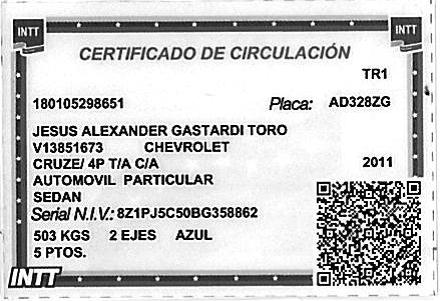 INTT
INTT
CERTIFICADO DE CIRCULACIÓN
TR1
180105298651 Placa: AD328ZG
JESUS ALEXANDER GASTARDI TORO
V13851673 CHEVROLET
CRUZE/ 4P T/A C/A 2011
AUTOMOVIL PARTICULAR
SEDAN
Serial N.I.V.: 8Z1PJ5C50BG358862
503 KGS 2 EJES AZUL
5 PTOS.
INTT